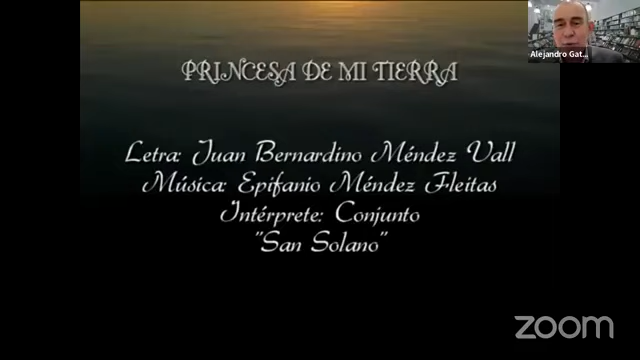 PRINCESA DE MI TIERRA
Letra: Juan Bernardino Méndez Vall
Música: Epifanio Méndez Fleitas
Intérprete: Conjunto
"San Solano"
Alejandro Gat...
zoom